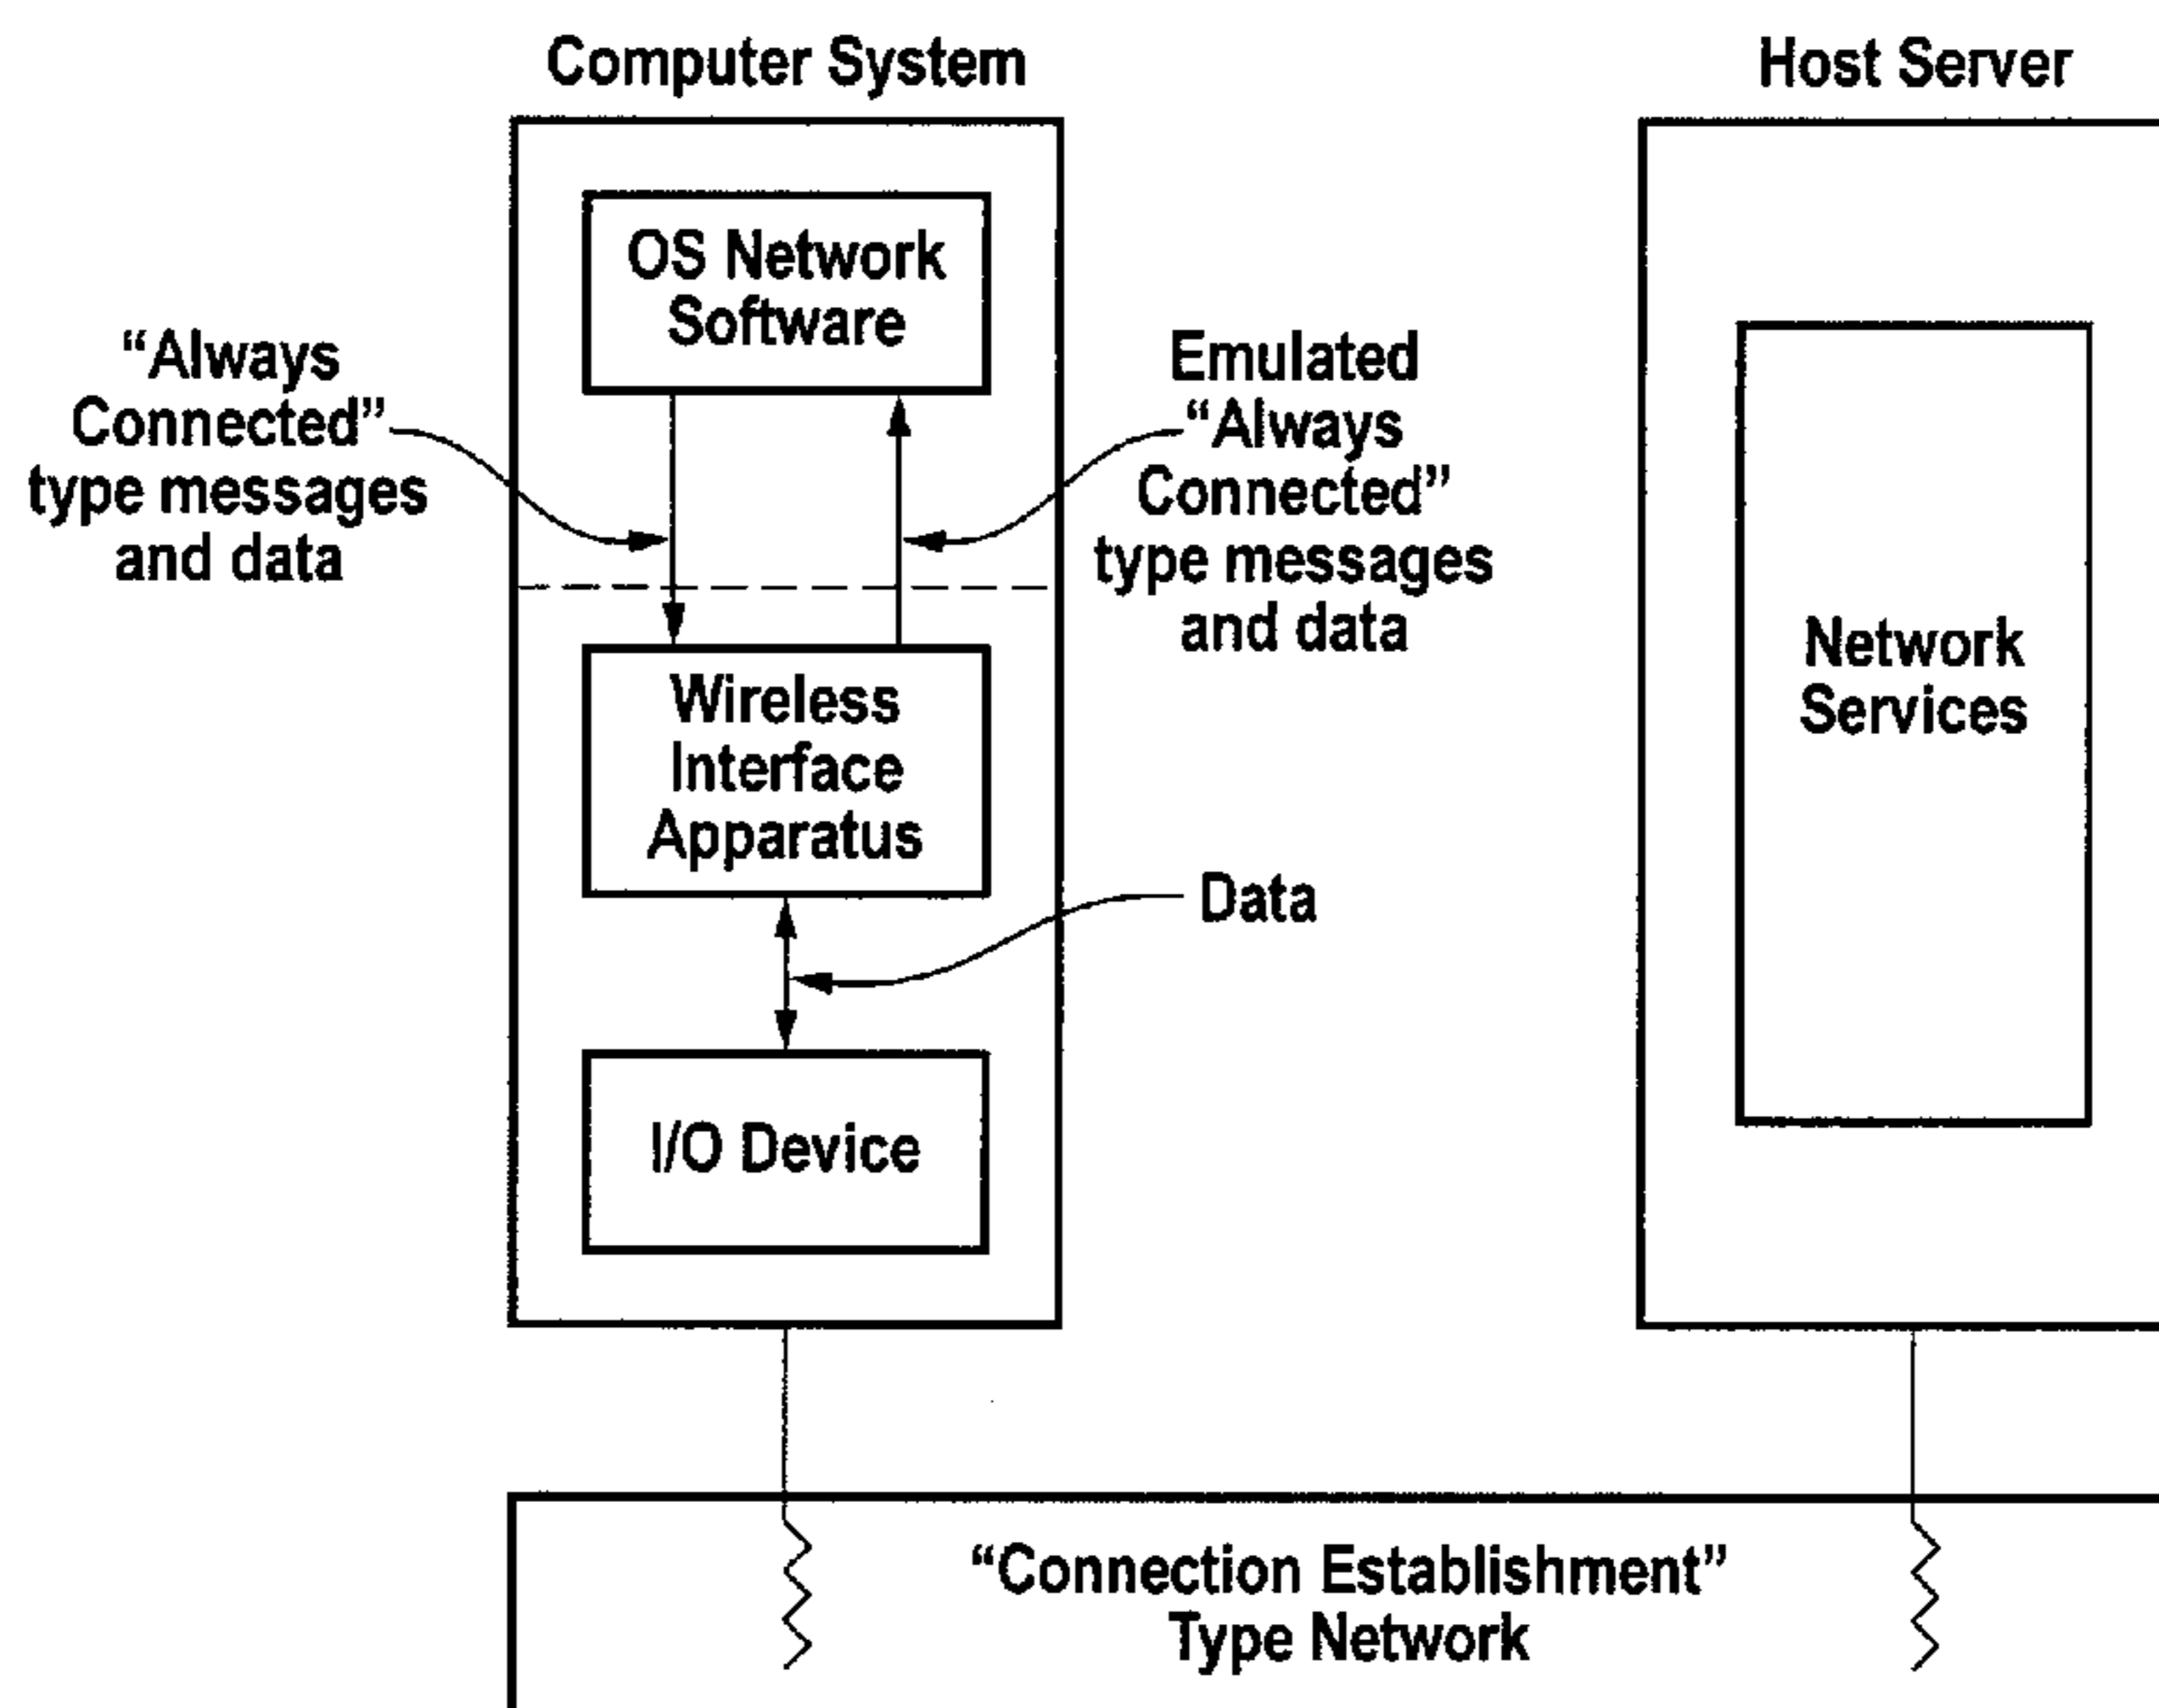 Computer System
Host Server
OS Network
Software
“Always
Connected”
type messages
and data
Emulated
“Always
Connected”
type messages
and data
Wireless
Interface
Apparatus
Network
Services
Data
I/O Device
“Connection Establishment”
Type Network